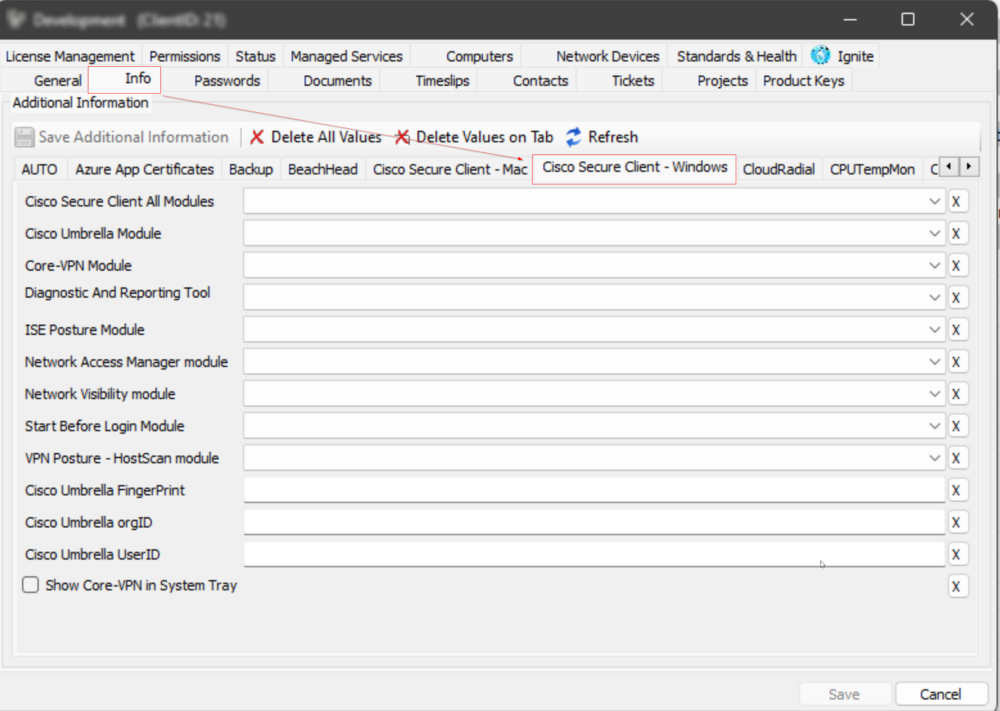 Development (ClientID: 21)
License Management Permissions Status Managed Services Computers Network Devices Standards & Health Ignite
General Info Passwords Documents Timeslips Contacts Tickets Projects Product Keys
Additional Information
Save Additional Information Delete All Values Delete Values on Tab Refresh
AUTO Azure App Certificates Backup BeachHead Cisco Secure Client - Mac Cisco Secure Client - Windows CloudRadial CPUTempMon C
Cisco Secure Client All Modules X
Cisco Umbrella Module X
Core-VPN Module X
Diagnostic And Reporting Tool X
ISE Posture Module X
Network Access Manager module X
Network Visibility module X
Start Before Login Module X
VPN Posture - HostScan module X
Cisco Umbrella FingerPrint X
Cisco Umbrella orgID X
Cisco Umbrella UserID X
Show Core-VPN in System Tray X
Save Cancel